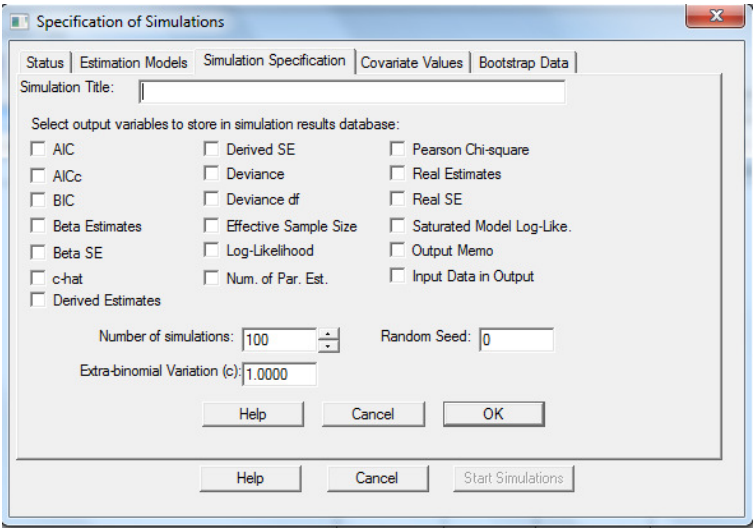 Specification of Simulations
Status
Estimation Models
Simulation Specification
Covariate Values
Bootstrap Data
Simulation Title:
Select output variables to store in simulation results database:
AIC
Derived SE
Pearson Chi-square
AICc
Deviance
Real Estimates
BIC
Deviance df
Real SE
Beta Estimates
Effective Sample Size
Saturated Model Log-Like.
Beta SE
Log-Likelihood
Output Memo
c-hat
Num. of Par. Est.
Input Data in Output
Derived Estimates
Number of simulations: 100
Random Seed: 0
Extra-binomial Variation (c): 1.0000
Help
Cancel
OK
Help
Cancel
Start Simulations